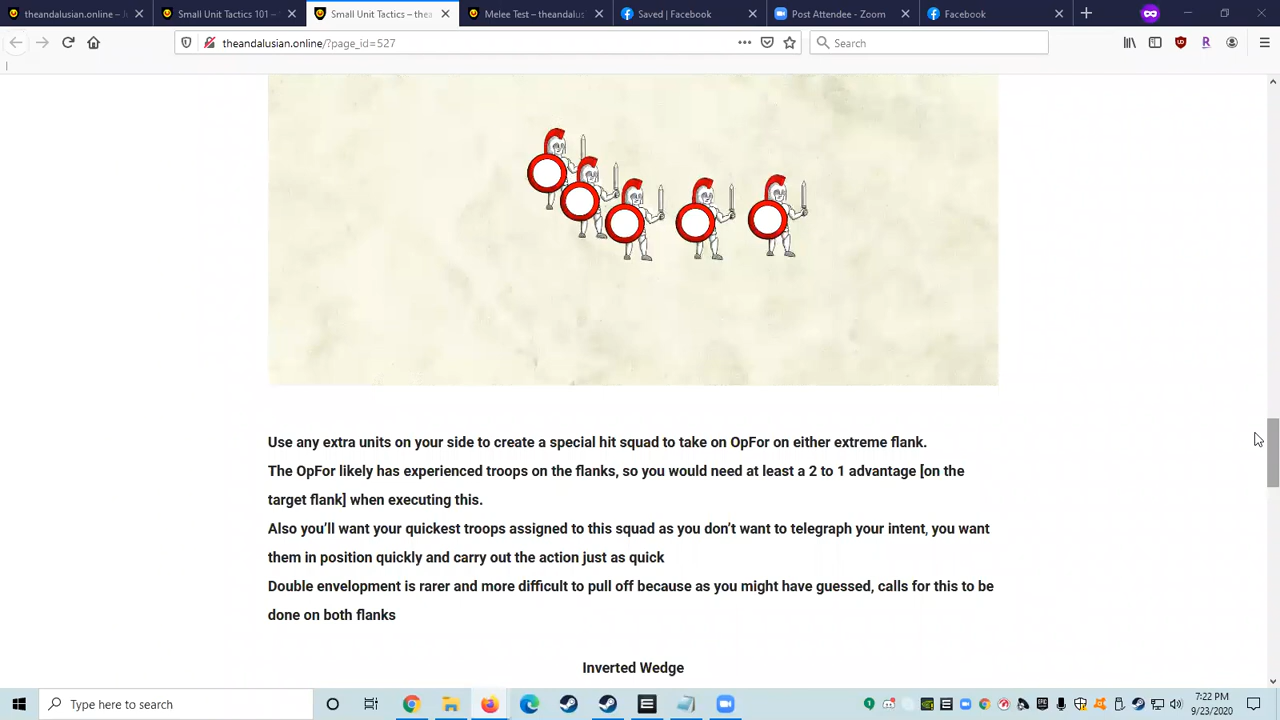 theandalusian.online – J
Small Unit Tactics 101 –
Small Unit Tactics – thea
Melee Test – theandalus
Saved | Facebook
Post Attendee - Zoom
Facebook
theandalusian.online/?page_id=527
Search
Use any extra units on your side to create a special hit squad to take on OpFor on either extreme flank.
The OpFor likely has experienced troops on the flanks, so you would need at least a 2 to 1 advantage [on the
target flank] when executing this.
Also you’ll want your quickest troops assigned to this squad as you don’t want to telegraph your intent, you want
them in position quickly and carry out the action just as quick
Double envelopment is rarer and more difficult to pull off because as you might have guessed, calls for this to be
done on both flanks
Inverted Wedge
Type here to search
7:22 PM
9/23/2020